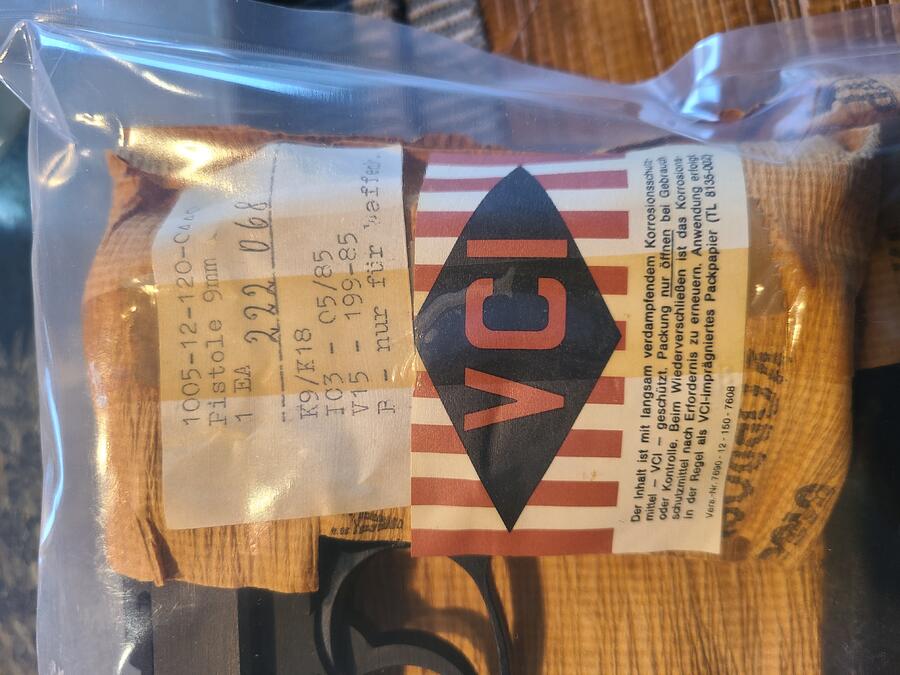 1005-12-120-
Pistole 9mm
1 EA 222 068
K9/K18
I03 - 05/85
V15 - 199-85
P - nur für Waffen
VCI
Der Inhalt ist mit langsam verdampfendem Korrosionsschutz-
mittel – VCI – geschützt. Packung nur öffnen bei Gebrauch
oder Kontrolle. Beim Wiederverschließen ist das Korrosions-
schutzmittel nach Erfordernis zu erneuern. Anwendung erfolgt
in der Regel als VCI-imprägniertes Packpapier (TL 8135-002)
Vers.-Nr. 7690-12-150-7608